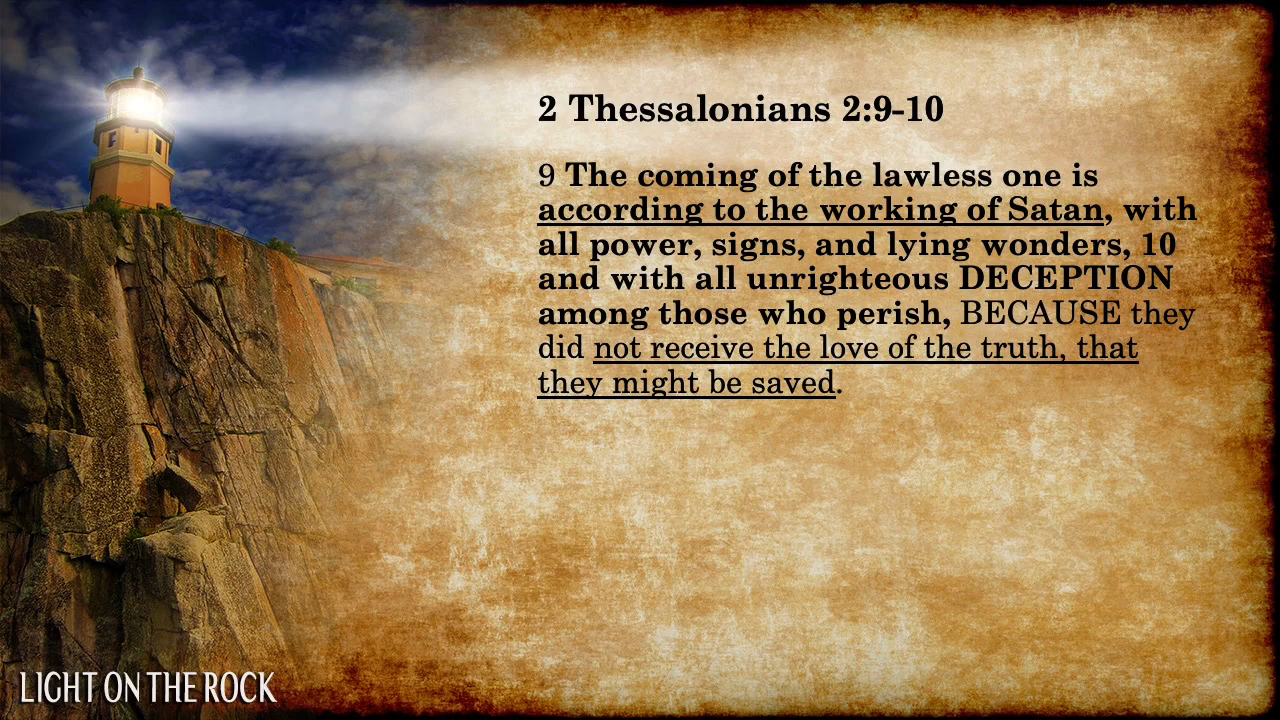 2 Thessalonians 2:9-10
9 The coming of the lawless one is
according to the working of Satan, with
all power, signs, and lying wonders, 10
and with all unrighteous DECEPTION
among those who perish, BECAUSE they
did not receive the love of the truth, that
they might be saved.
LIGHT ON THE ROCK